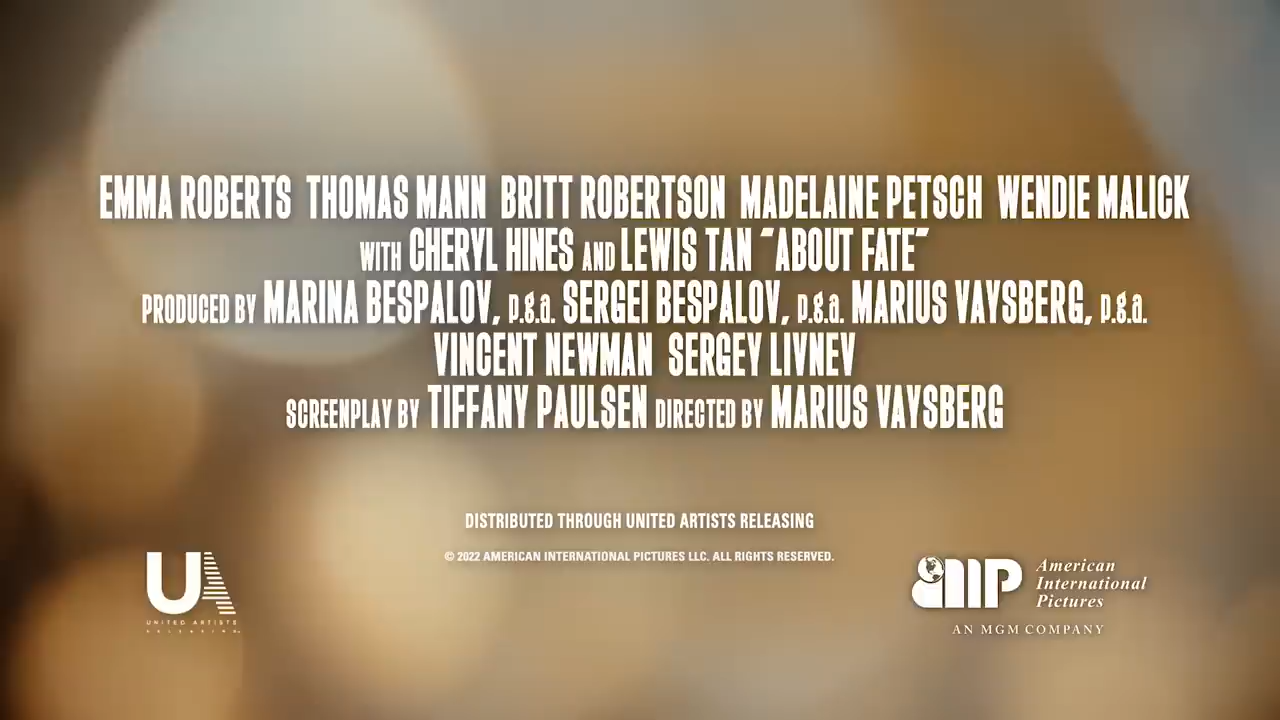 EMMA ROBERTS THOMAS MANN BRITT ROBERTSON MADELAINE PETSCH WENDIE MALICK
WITH CHERYL HINES AND LEWIS TAN "ABOUT FATE"
PRODUCED BY MARINA BESPALOV, p.g.a. SERGEI BESPALOV, p.g.a. MARIUS VAYSBERG, p.g.a.
VINCENT NEWMAN SERGEY LIVNEV
SCREENPLAY BY TIFFANY PAULSEN DIRECTED BY MARIUS VAYSBERG
DISTRIBUTED THROUGH UNITED ARTISTS RELEASING
© 2022 AMERICAN INTERNATIONAL PICTURES LLC. ALL RIGHTS RESERVED.
UA
UNITED ARTISTS
RELEASING
AIP
American
International
Pictures
AN MGM COMPANY